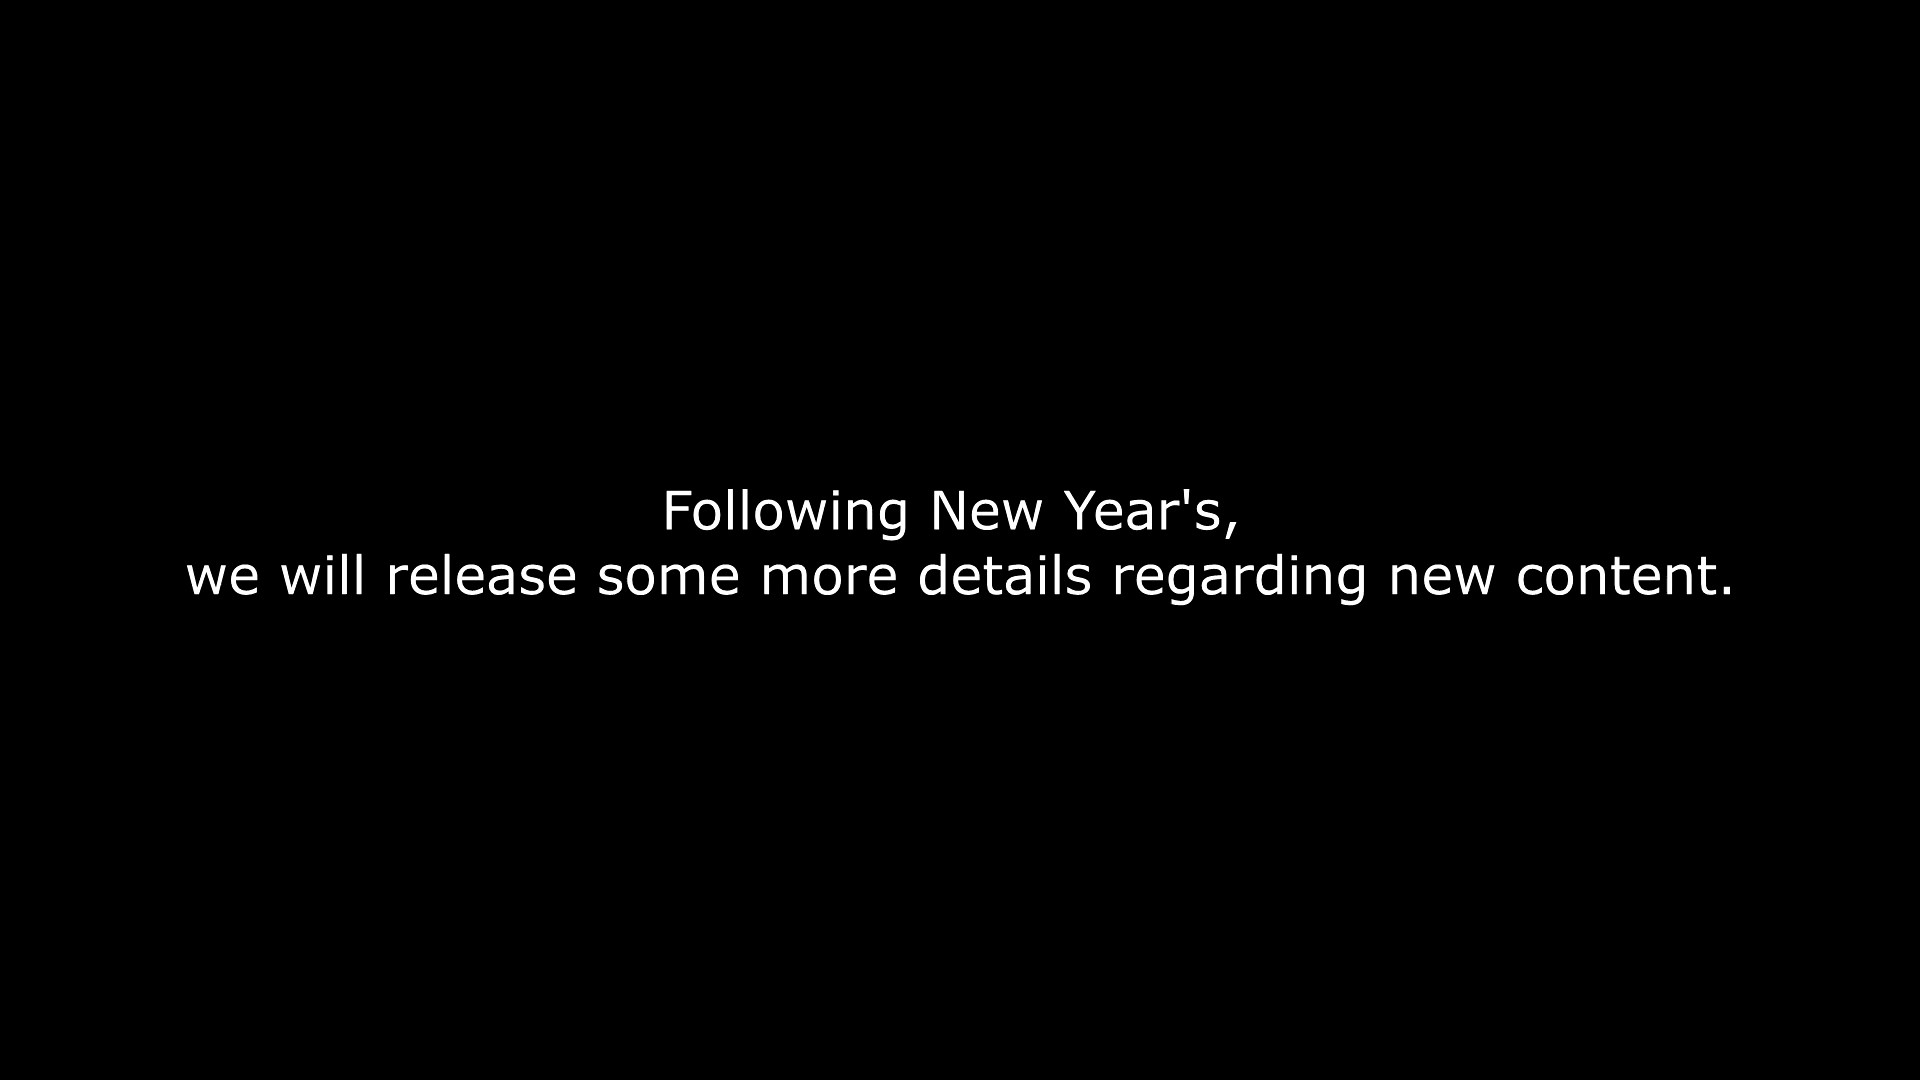 Following New Year's,
we will release some more details regarding new content.